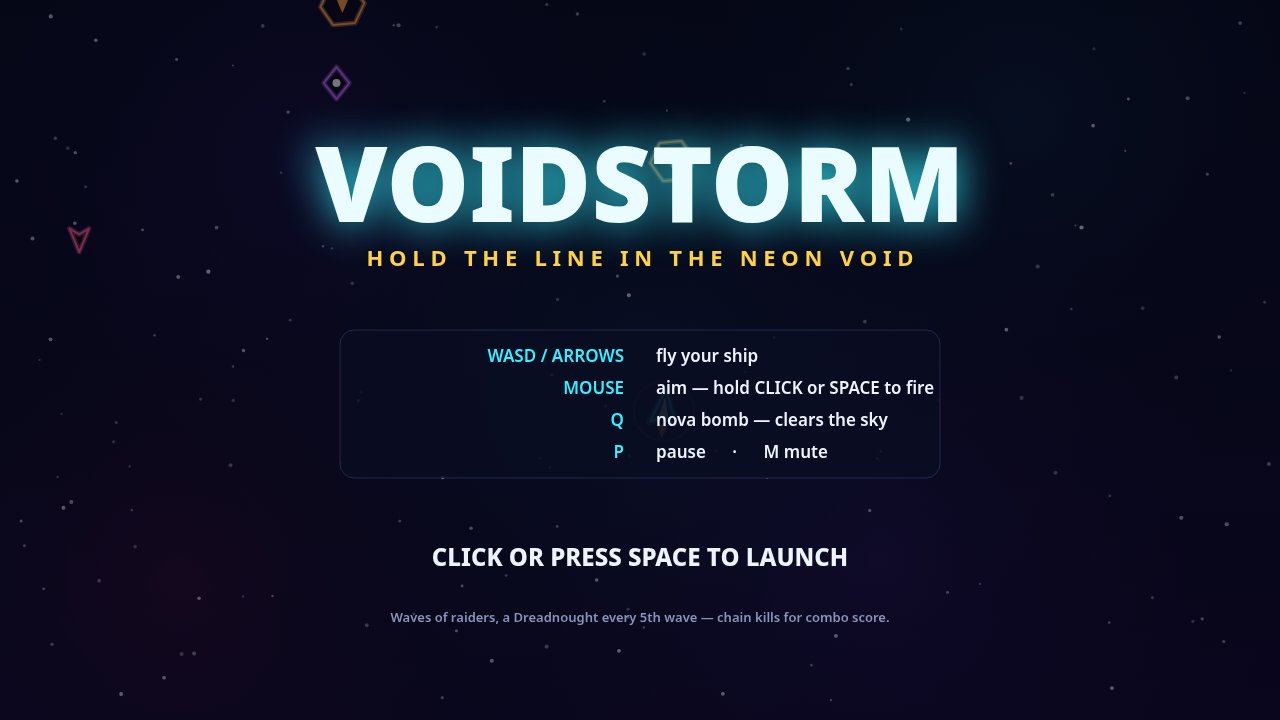 VOIDSTORM
HOLD THE LINE IN THE NEON VOID
WASD / ARROWS fly your ship
MOUSE aim — hold CLICK or SPACE to fire
Q nova bomb — clears the sky
P pause · M mute
CLICK OR PRESS SPACE TO LAUNCH
Waves of raiders, a Dreadnought every 5th wave — chain kills for combo score.